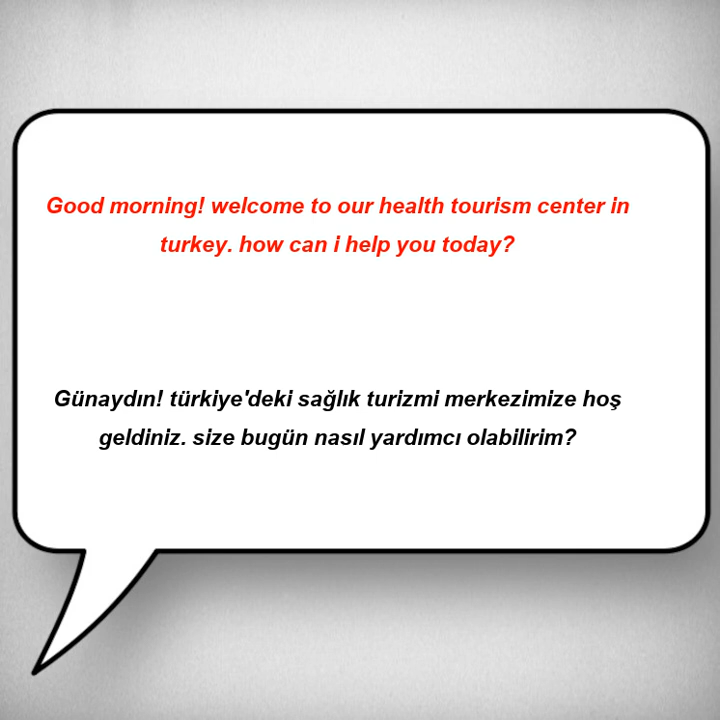 Good morning! welcome to our health tourism center in
turkey. how can i help you today?
Günaydın! türkiye'deki sağlık turizmi merkezimize hoş
geldiniz. size bugün nasıl yardımcı olabilirim?